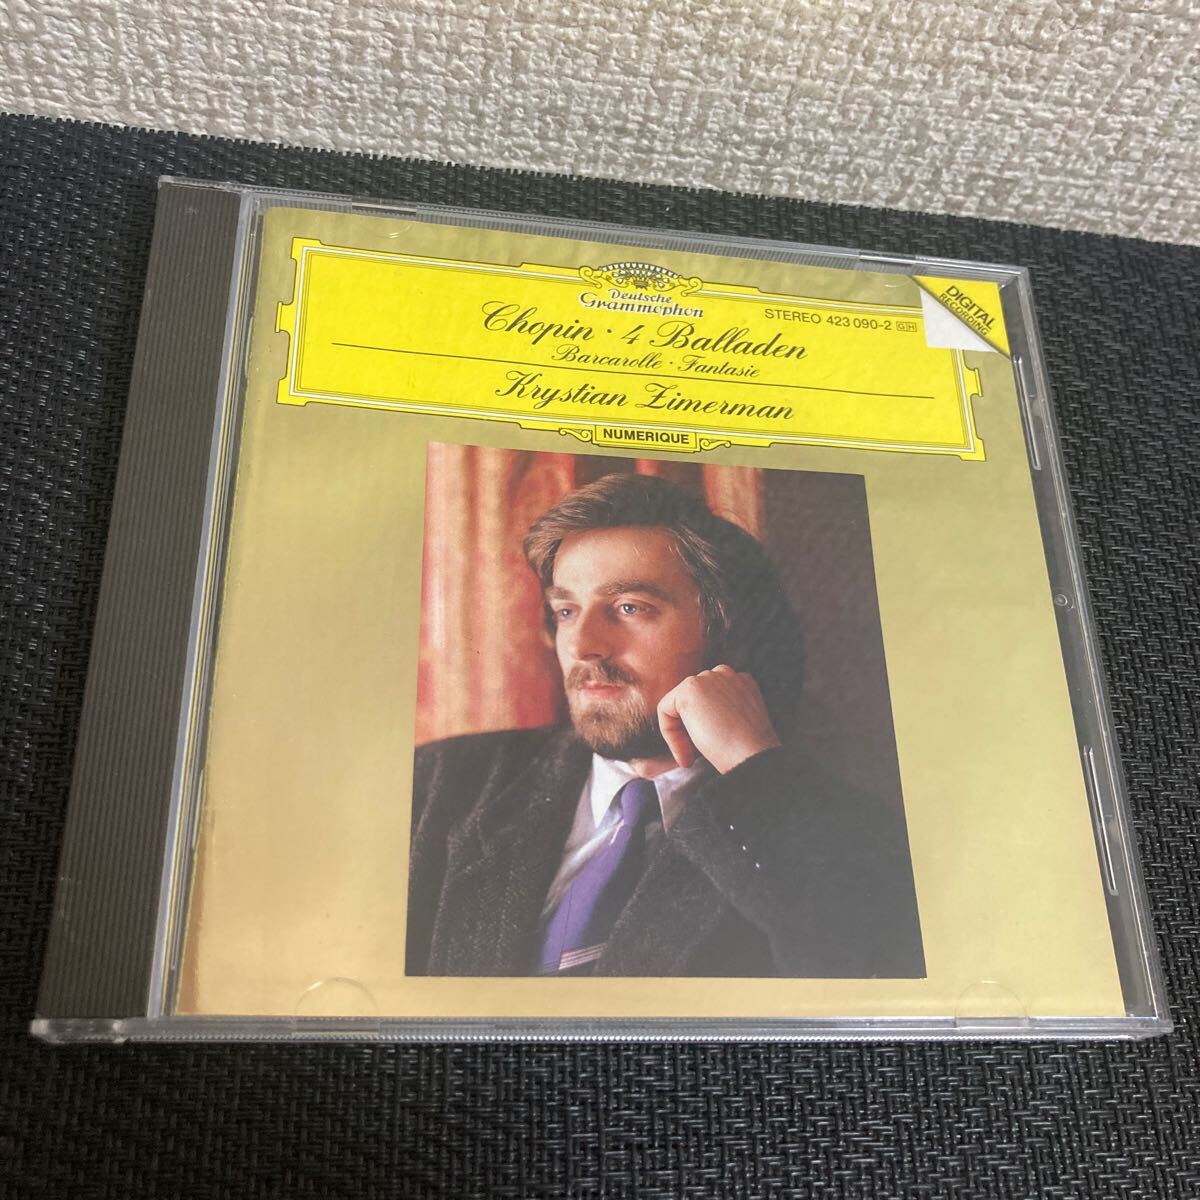 Deutsche
Grammophon
STEREO 423 090-2 GH
DIGITAL
RECORDING
Chopin · 4 Balladen
Barcarolle · Fantasie
Krystian Zimerman
NUMERIQUE